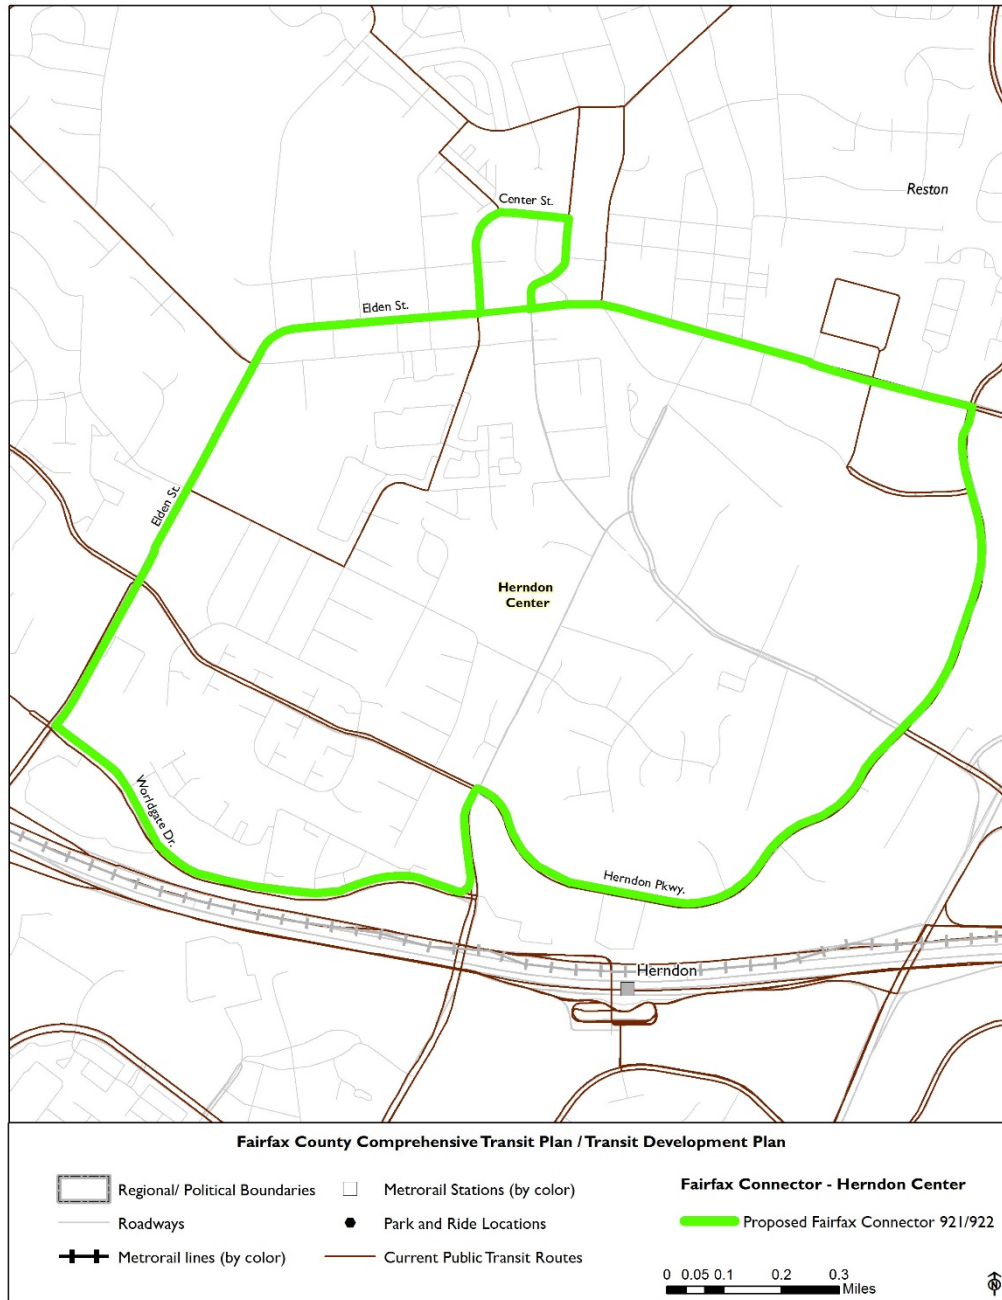 Reston
Center St.
Elden St.
Elden St.
Herndon
Center
Worldgate Dr.
Herndon Pkwy.
Herndon
Fairfax County Comprehensive Transit Plan / Transit Development Plan
Regional/ Political Boundaries
Metrorail Stations (by color)
Fairfax Connector - Herndon Center
Roadways
Park and Ride Locations
Proposed Fairfax Connector 921/922
Metrorail lines (by color)
Current Public Transit Routes
0 0.05 0.1 0.2 0.3
Miles